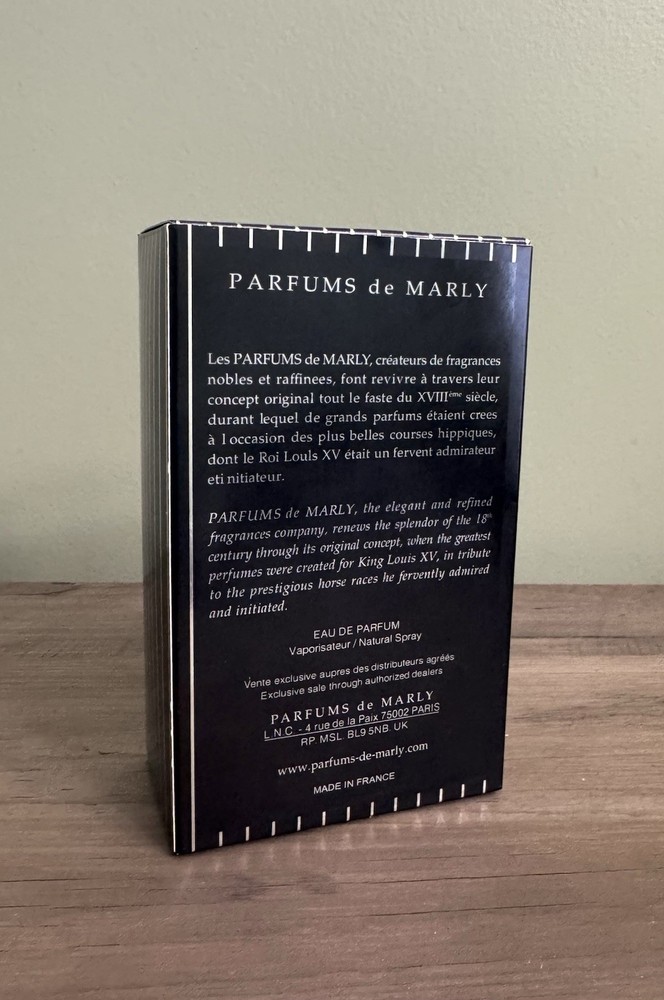 PARFUMS de MARLY
Les PARFUMS de MARLY, créateurs de fragrances
nobles et raffinees, font revivre à travers leur
concept original tout le faste du XVIIIème siècle,
durant lequel de grands parfums étaient crees
à l occasion des plus belles courses hippiques,
dont le Roi Louis XV était un fervent admirateur
eti nitiateur.
PARFUMS de MARLY, the elegant and refined
fragrances company, renews the splendor of the 18th
century through its original concept, when the greatest
perfumes were created for King Louis XV, in tribute
to the prestigious horse races he fervently admired
and initiated.
EAU DE PARFUM
Vaporisateur / Natural Spray
Vente exclusive aupres des distributeurs agréés
Exclusive sale through authorized dealers
PARFUMS de MARLY
L.N.C. - 4 rue de la Paix 75002 PARIS
RP. MSL. BL9 5NB. UK
www.parfums-de-marly.com
MADE IN FRANCE